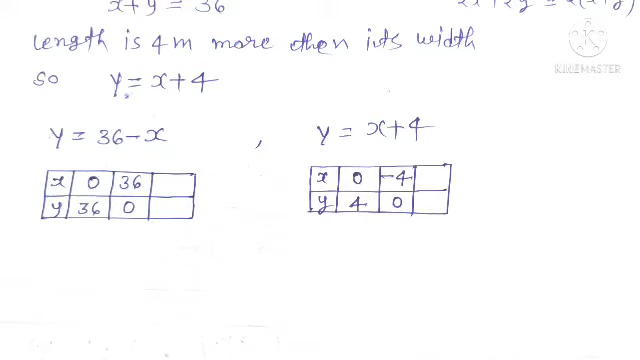 x+y = 36
length is 4 m more then its width
KINEMASTER
so y = x+4
y = 36-x , y = x+4
x 0 36
y 36 0
x 0 -4
y 4 0